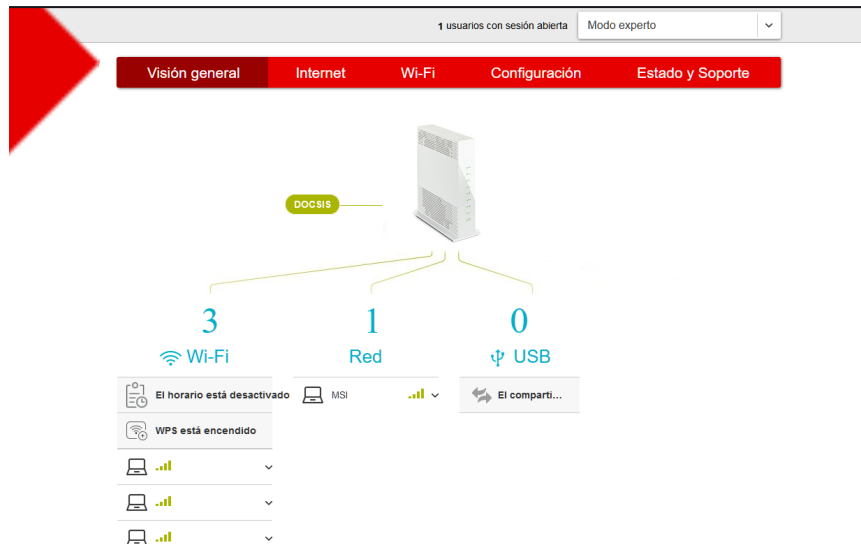 1 usuarios con sesión abierta
Modo experto
Visión general Internet Wi-Fi Configuración Estado y Soporte
DOCSIS
3 1 0
Wi-Fi Red USB
El horario está desactivado MSI El comparti...
WPS está encendido